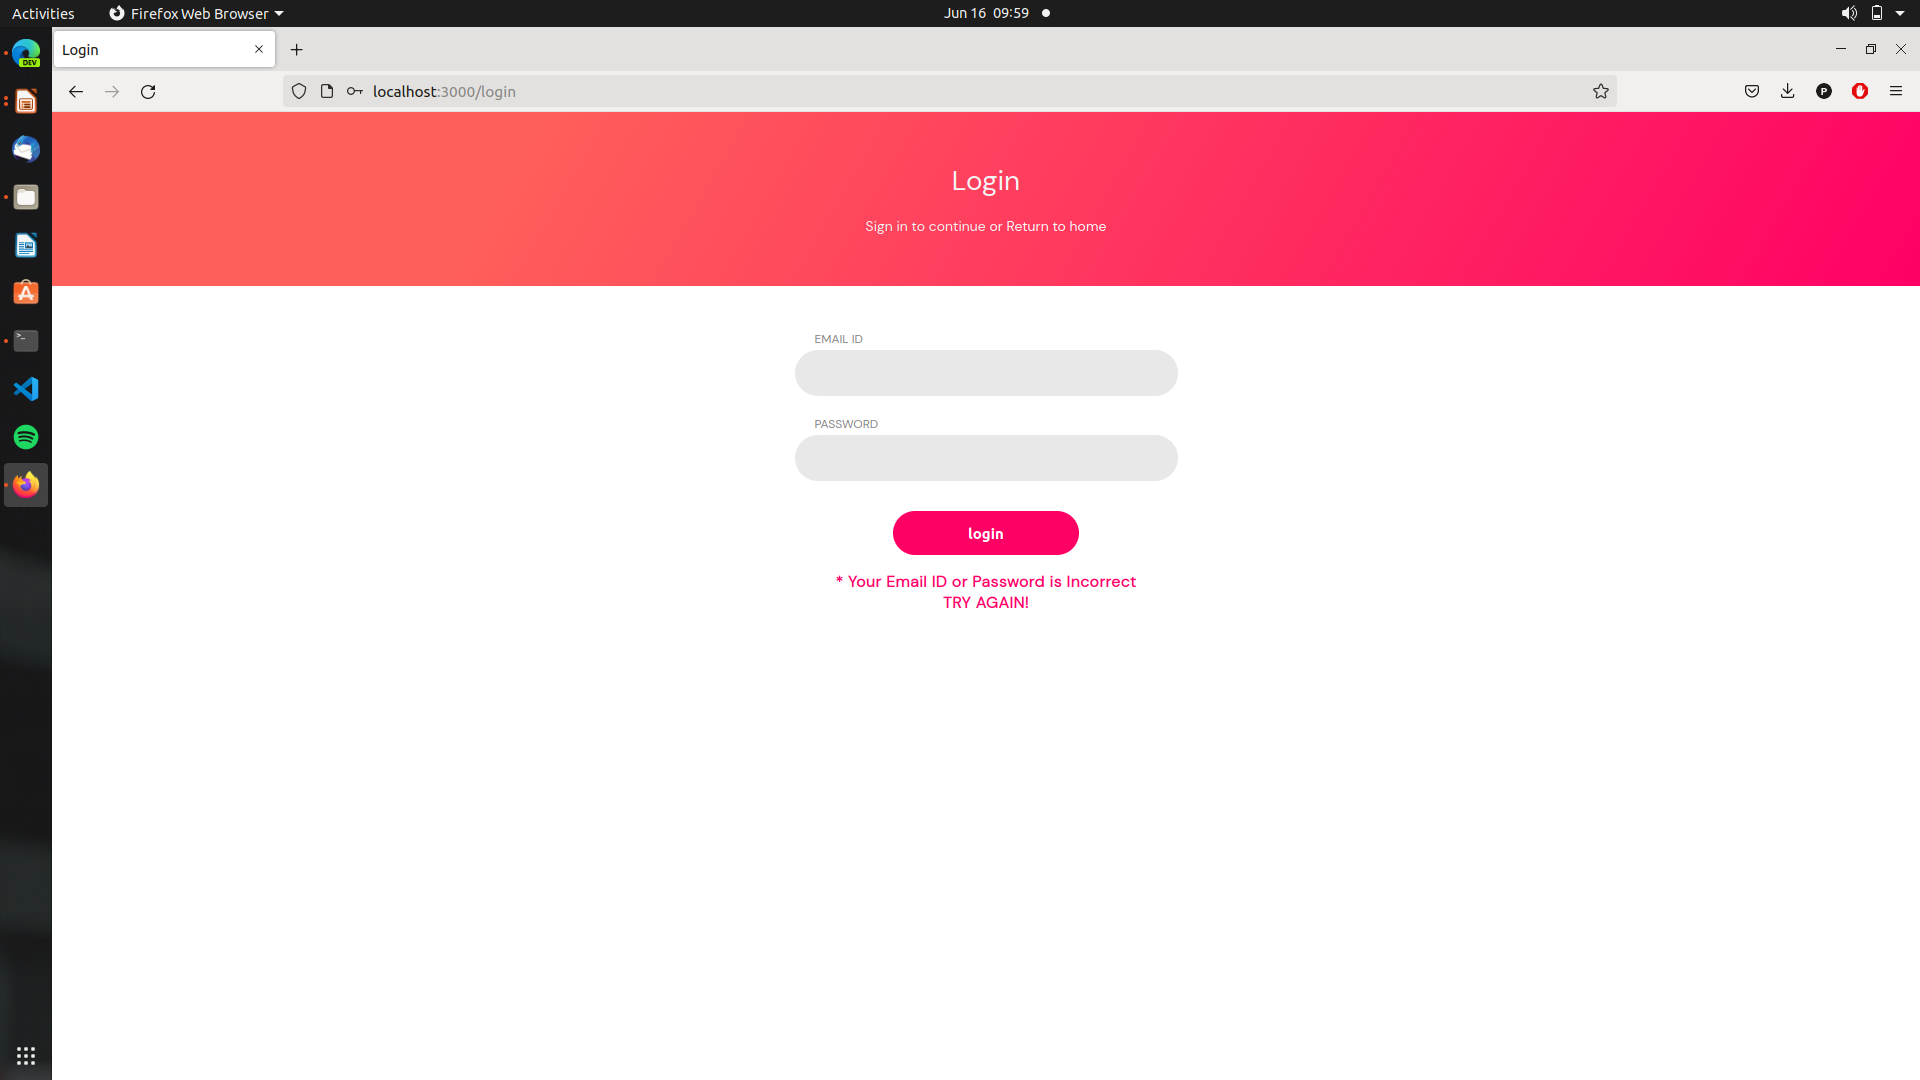 Activities
Firefox Web Browser
Jun 16 09:59
DEV
Login
localhost:3000/login
P
Login
Sign in to continue or Return to home
EMAIL ID
PASSWORD
login
* Your Email ID or Password is Incorrect
TRY AGAIN!